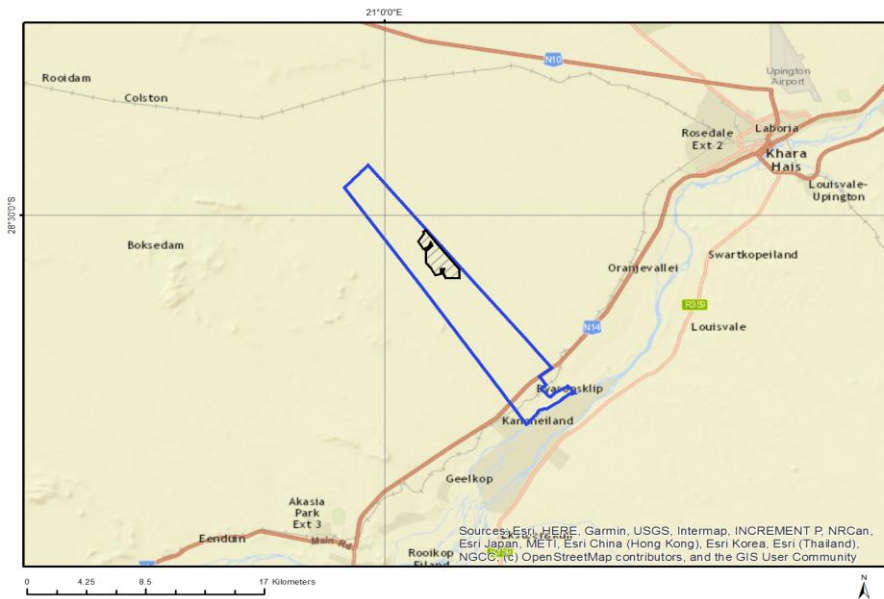 21°0'0"E
N10
Rooidam
Upington
Airport
Colston
Laboria
Rosedale
Ext 2
Khara
Hais
Louisvale-
Upington
28°30'0"S
Boksedam
Swartkopeiland
Oranjevallei
R359
N14
Louisvale
Kanoneiland
Geelkop
Akasia
Park
Ext 3
Eenduin
Main Rd
Rooikop
Eiland
Sources: Esri, HERE, Garmin, USGS, Intermap, INCREMENT P, NRCan,
Esri Japan, METI, Esri China (Hong Kong), Esri Korea, Esri (Thailand),
NGCC, (c) OpenStreetMap contributors, and the GIS User Community
0 4.25 8.5 17 Kilometers
N